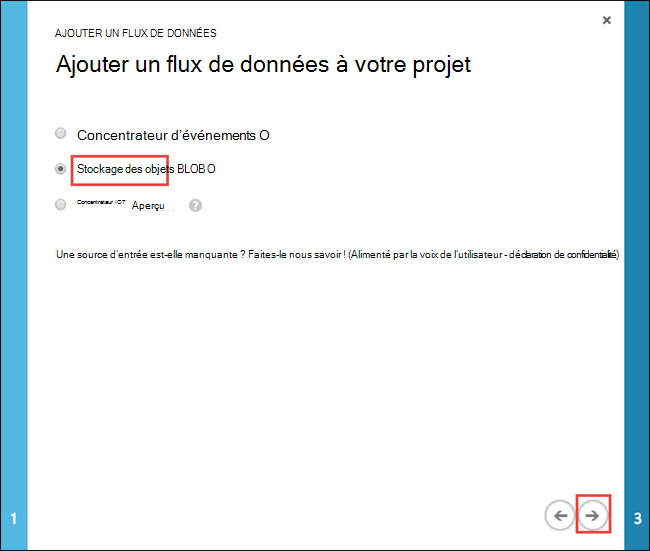 AJOUTER UN FLUX DE DONNÉES
Ajouter un flux de données à votre projet
Concentrateur d'événements O
Stockage des objets BLOB O
Concentrateur IOT Aperçu ?
Une source d'entrée est-elle manquante ? Faites-le nous savoir ! (Alimenté par la voix de l'utilisateur - déclaration de confidentialité)
1
3